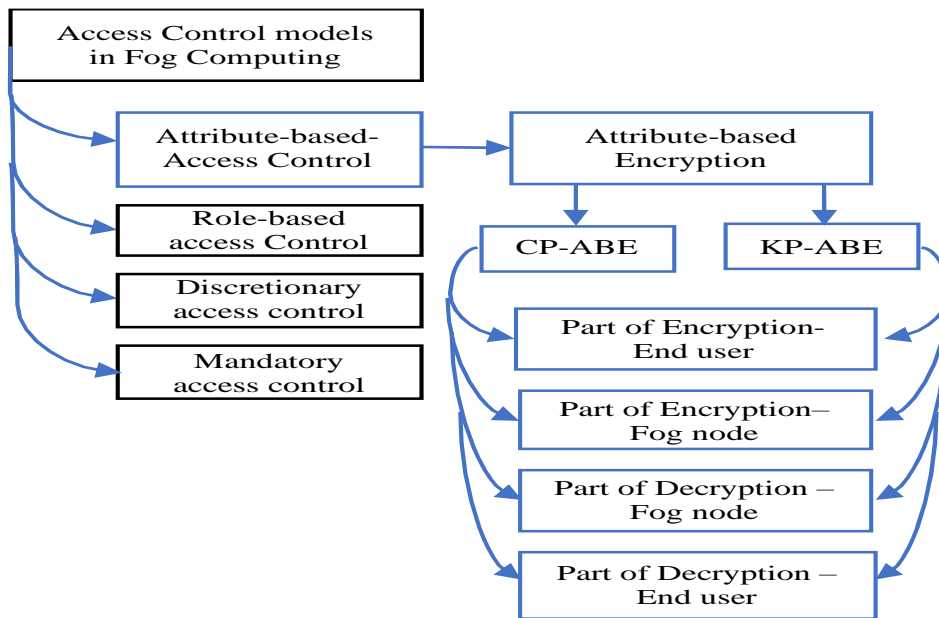 Access Control models
in Fog Computing
Attribute-based-
Access Control
Attribute-based
Encryption
Role-based
access Control
CP-ABE
KP-ABE
Discretionary
access control
Part of Encryption-
End user
Mandatory
access control
Part of Encryption–
Fog node
Part of Decryption –
Fog node
Part of Decryption –
End user